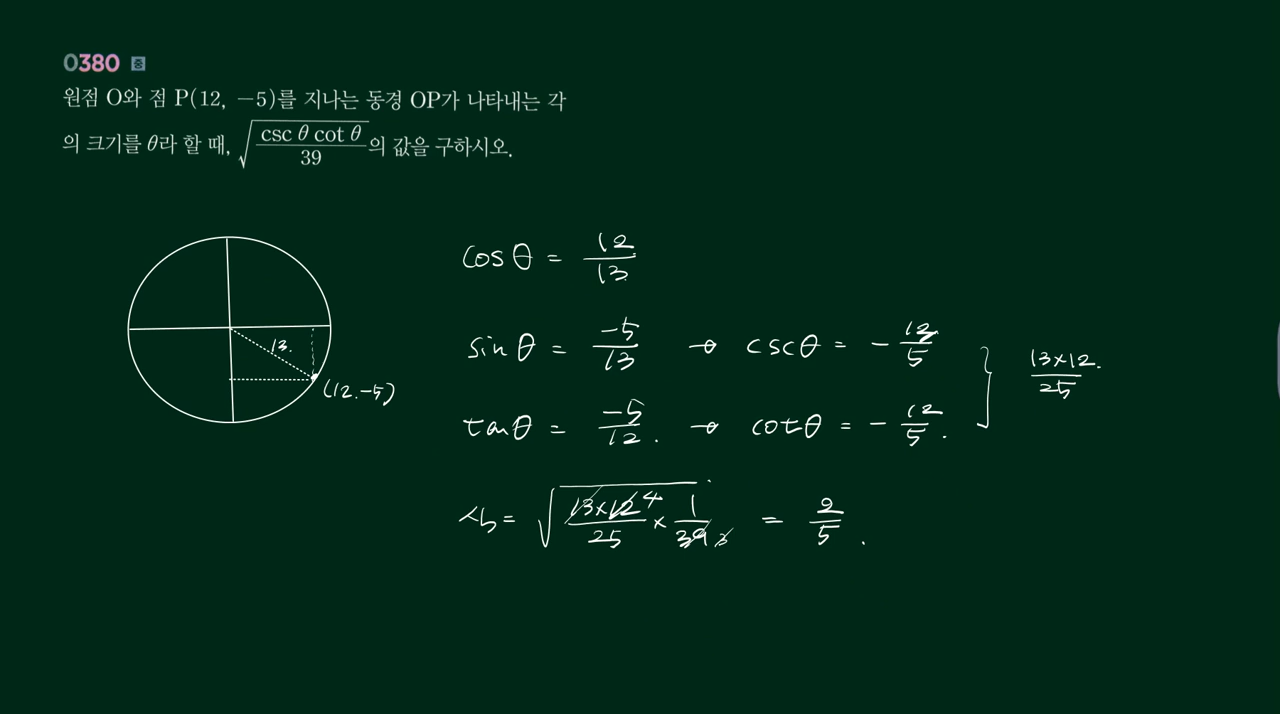 0380 중
원점 O와 점 P(12, −5)를 지나는 동경 OP가 나타내는 각
의 크기를 θ라 할 때, √(csc θ cot θ / 39)의 값을 구하시오.
cos θ = 12/13
sin θ = -5/13 → csc θ = - 13/5
tan θ = -5/12. → cot θ = - 12/5.
} 13×12/25
13.
(12.-5)
= √(13×12 4/25 × 1/39 3) = 2/5.